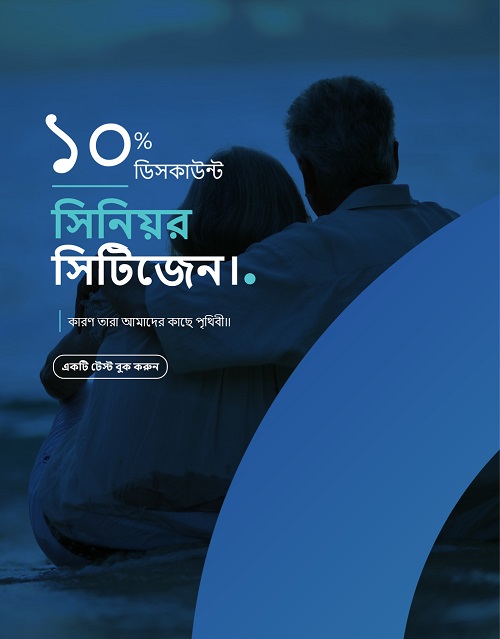 ১০%
ডিসকাউন্ট
সিনিয়র
সিটিজেন।
কারণ তারা আমাদের কাছে পৃথিবী॥
একটি টেস্ট বুক করুন